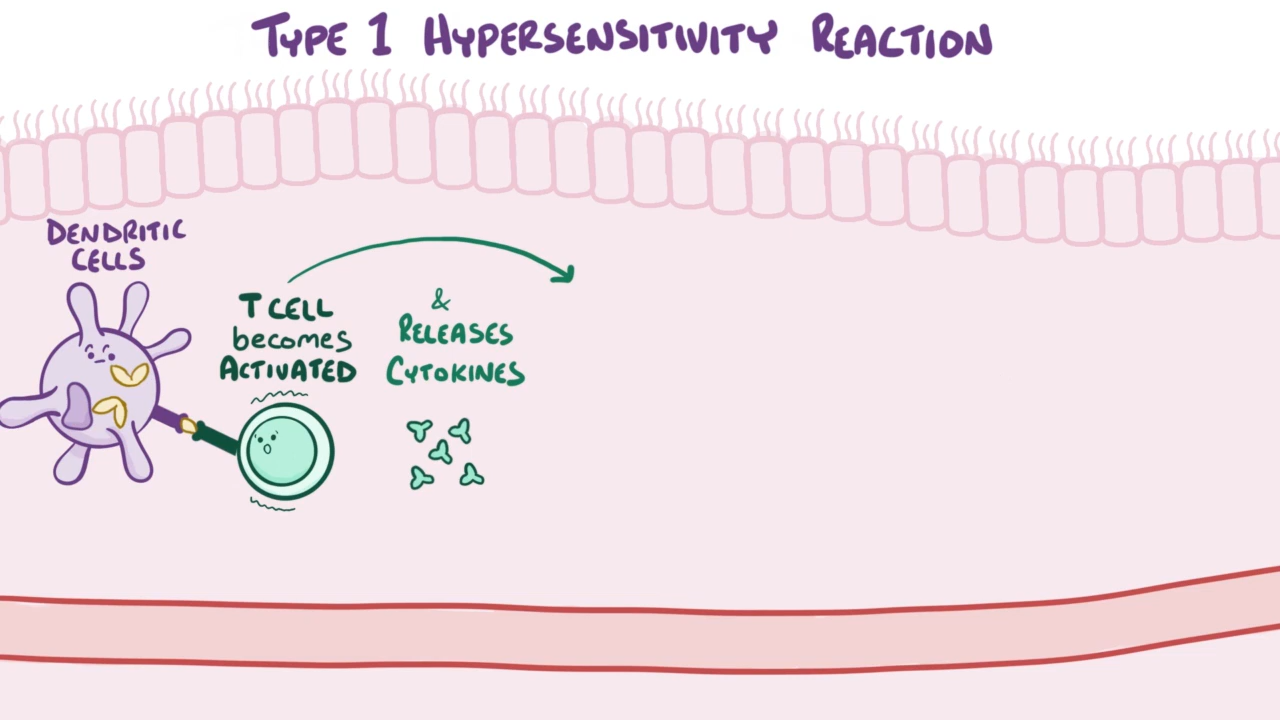 TYPE 1 HYPERSENSITIVITY REACTION
DENDRITIC
CELLS
T CELL
becomes
ACTIVATED
&
RELEASES
CYTOKINES